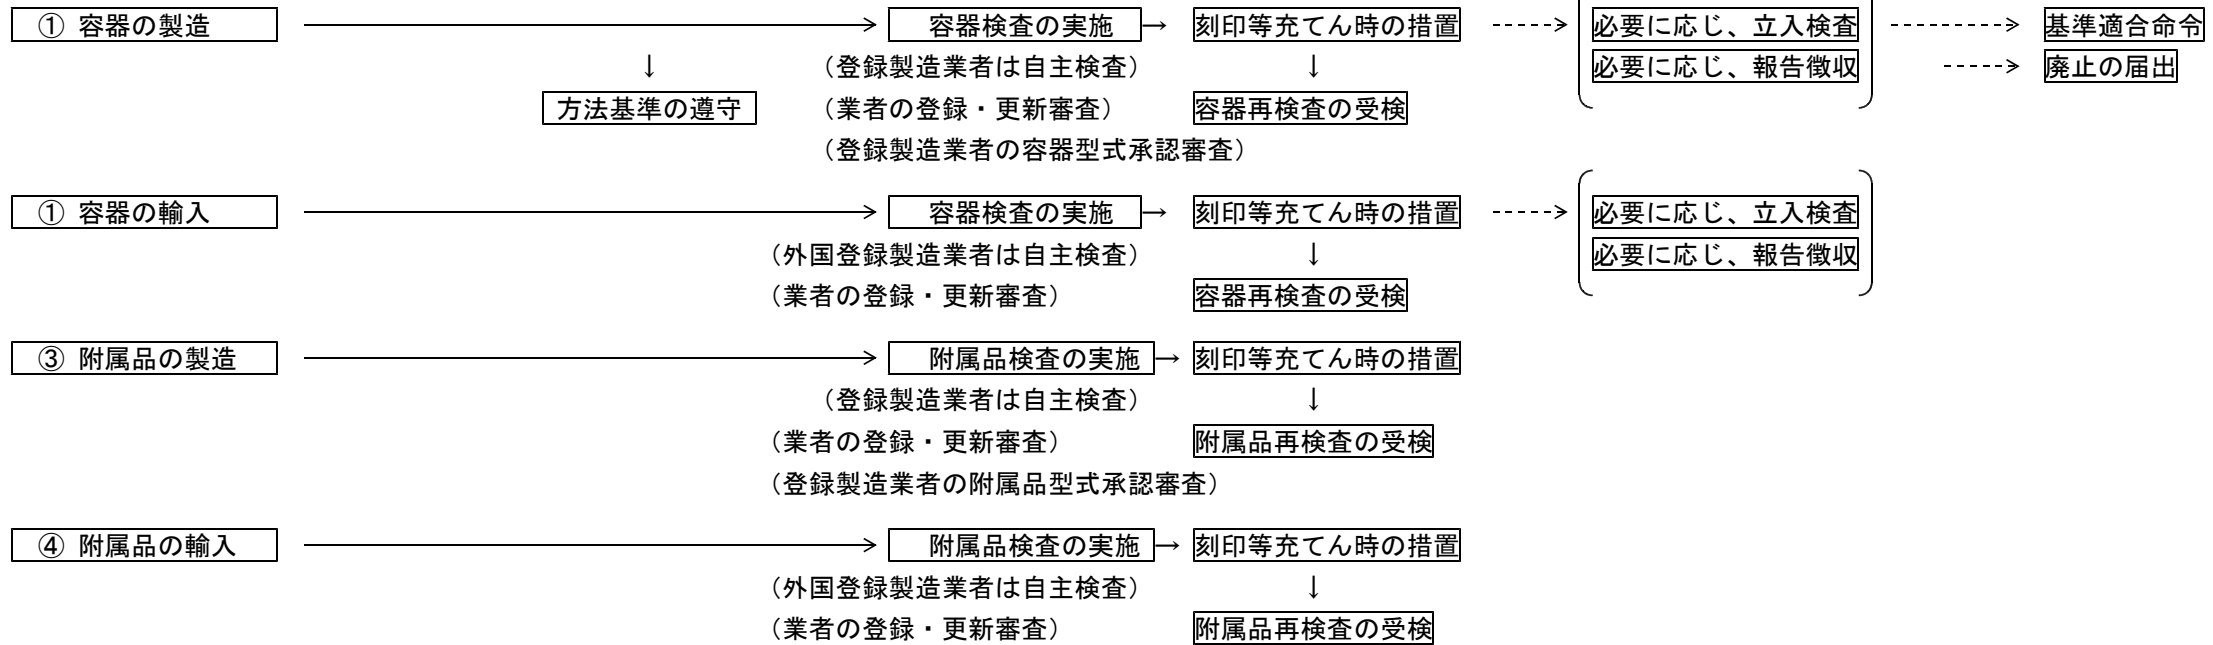 ① 容器の製造 → 容器検査の実施 → 刻印等充てん時の措置 ---→ 必要に応じ、立入検査 ---→ 基準適合命令
↓ （登録製造業者は自主検査） ↓ 必要に応じ、報告徴収 ---→ 廃止の届出
方法基準の遵守 （業者の登録・更新審査） 容器再検査の受検
（登録製造業者の容器型式承認審査）
① 容器の輸入 → 容器検査の実施 → 刻印等充てん時の措置 ---→ 必要に応じ、立入検査
（外国登録製造業者は自主検査） ↓ 必要に応じ、報告徴収
（業者の登録・更新審査） 容器再検査の受検
③ 附属品の製造 → 附属品検査の実施 → 刻印等充てん時の措置
（登録製造業者は自主検査） ↓
（業者の登録・更新審査） 附属品再検査の受検
（登録製造業者の附属品型式承認審査）
④ 附属品の輸入 → 附属品検査の実施 → 刻印等充てん時の措置
（外国登録製造業者は自主検査） ↓
（業者の登録・更新審査） 附属品再検査の受検